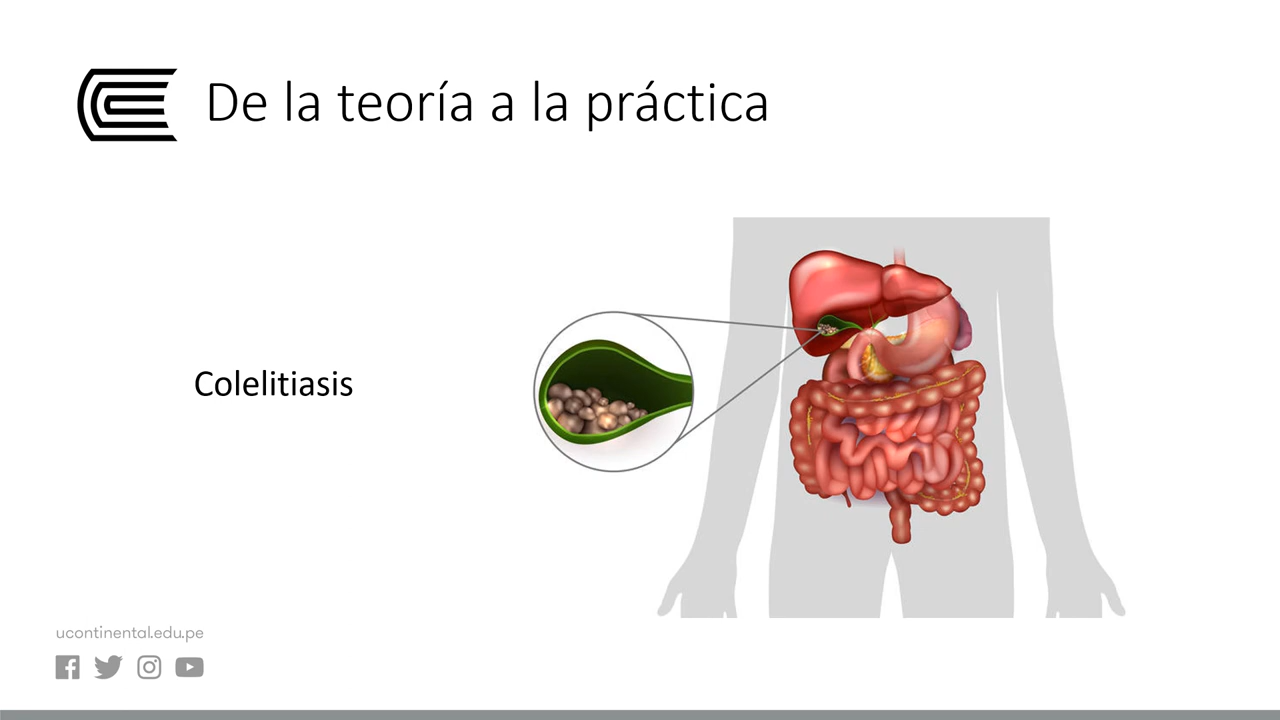 De la teoría a la práctica
Colelitiasis
ucontinental.edu.pe